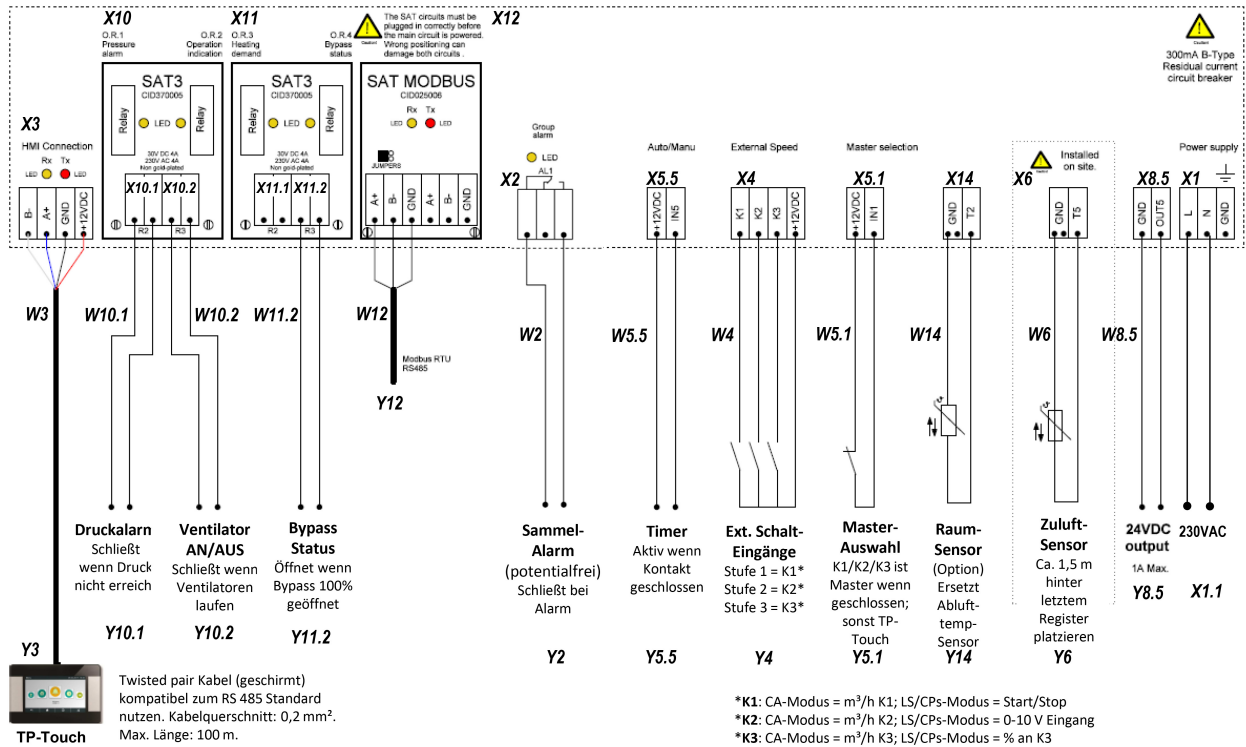 X10
X11
X12
O.R.1
Pressure
alarm
O.R.2
Operation
indication
O.R.3
Heating
demand
O.R.4
Bypass
status
The SAT circuits must be
plugged in correctly before
the main circuit is powered.
Wrong positioning can
damage both circuits .
300mA B-Type
Residual current
circuit breaker
SAT3
CID370005
Relay
LED
Relay
30V DC 4A
230V AC 4A
Non gold-plated
X10.1 X10.2
R2 R3
SAT3
CID370005
Relay
LED
Relay
30V DC 4A
230V AC 4A
Non gold-plated
X11.1 X11.2
R2 R3
SAT MODBUS
CID025006
Rx Tx
LED LED
JUMPERS
A+ B- GND A+ B- GND
X3
HMI Connection
Rx Tx
LED LED
B- A+ GND +12VDC
Group
alarm
LED
AL1
X2
Auto/Manu
X5.5
+12VDC IN5
External Speed
X4
K1 K2 K3 +12VDC
Master selection
X5.1
+12VDC IN1
X14
GND T2
Installed
on site.
X6
GND T5
X8.5
GND OUT5
Power supply
X1
L N GND
W3
W10.1
W10.2
W11.2
W12
W2
W5.5
W4
W5.1
W14
W6
W8.5
Modbus RTU
RS485
Y12
Druckalarn
Schließt
wenn Druck
nicht erreich
Y10.1
Ventilator
AN/AUS
Schließt wenn
Ventilatoren
laufen
Y10.2
Bypass
Status
Öffnet wenn
Bypass 100%
geöffnet
Y11.2
Sammel-
Alarm
(potentialfrei)
Schließt bei
Alarm
Y2
Timer
Aktiv wenn
Kontakt
geschlossen
Y5.5
Ext. Schalt-
Eingänge
Stufe 1 = K1*
Stufe 2 = K2*
Stufe 3 = K3*
Y4
Master-
Auswahl
K1/K2/K3 ist
Master wenn
geschlossen;
sonst TP-
Touch
Y5.1
Raum-
Sensor
(Option)
Ersetzt
Abluft-
temp-
Sensor
Y14
Zuluft-
Sensor
Ca. 1,5 m
hinter
letztem
Register
platzieren
Y6
24VDC
output
1A Max.
Y8.5
230VAC
X1.1
Y3
TP-Touch
Twisted pair Kabel (geschirmt)
kompatibel zum RS 485 Standard
nutzen. Kabelquerschnitt: 0,2 mm².
Max. Länge: 100 m.
*K1: CA-Modus = m³/h K1; LS/CPs-Modus = Start/Stop
*K2: CA-Modus = m³/h K2; LS/CPs-Modus = 0-10 V Eingang
*K3: CA-Modus = m³/h K3; LS/CPs-Modus = % an K3